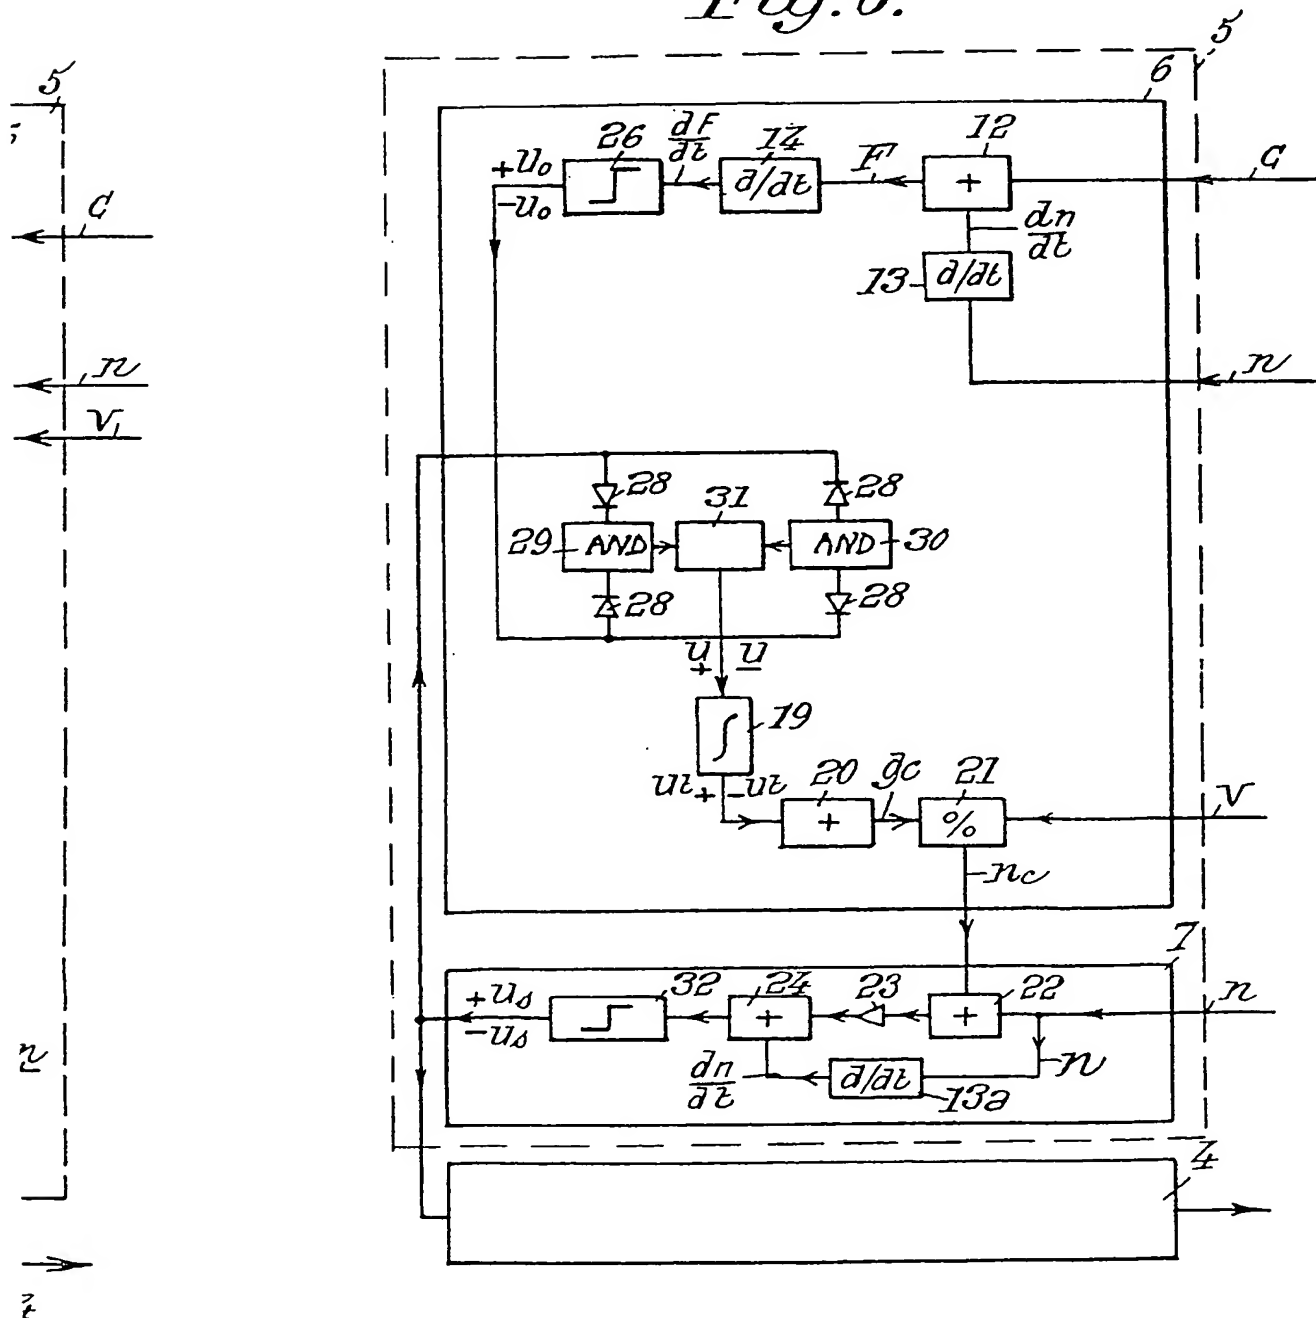 5
5
6
G
n
V
+u₀
-u₀
26
dF
dt
14
d/dt
F
12
+
G
dn
dt
13
d/dt
n
28
31
28
29
AND
AND
30
28
28
u
+
u
-
19
∫
ut +
-ut
20
+
gc
21
%
V
nc
7
+us
-us
32
24
+
23
22
+
n
n
dn
dt
d/dt
13a
n
4